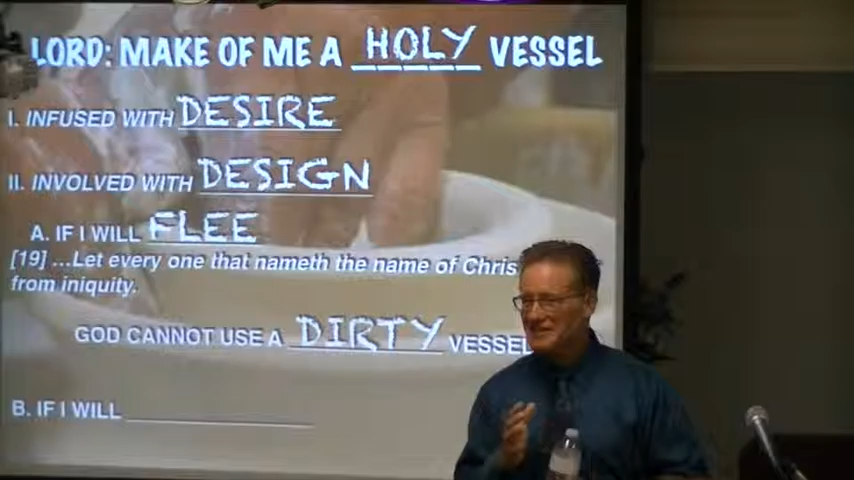 LORD: MAKE OF ME A HOLY VESSEL
I. INFUSED WITH DESIRE
II. INVOLVED WITH DESIGN
A. IF I WILL FLEE
[19] ...Let every one that nameth the name of Chris
from iniquity.
GOD CANNOT USE A DIRTY VESSEL
B. IF I WILL